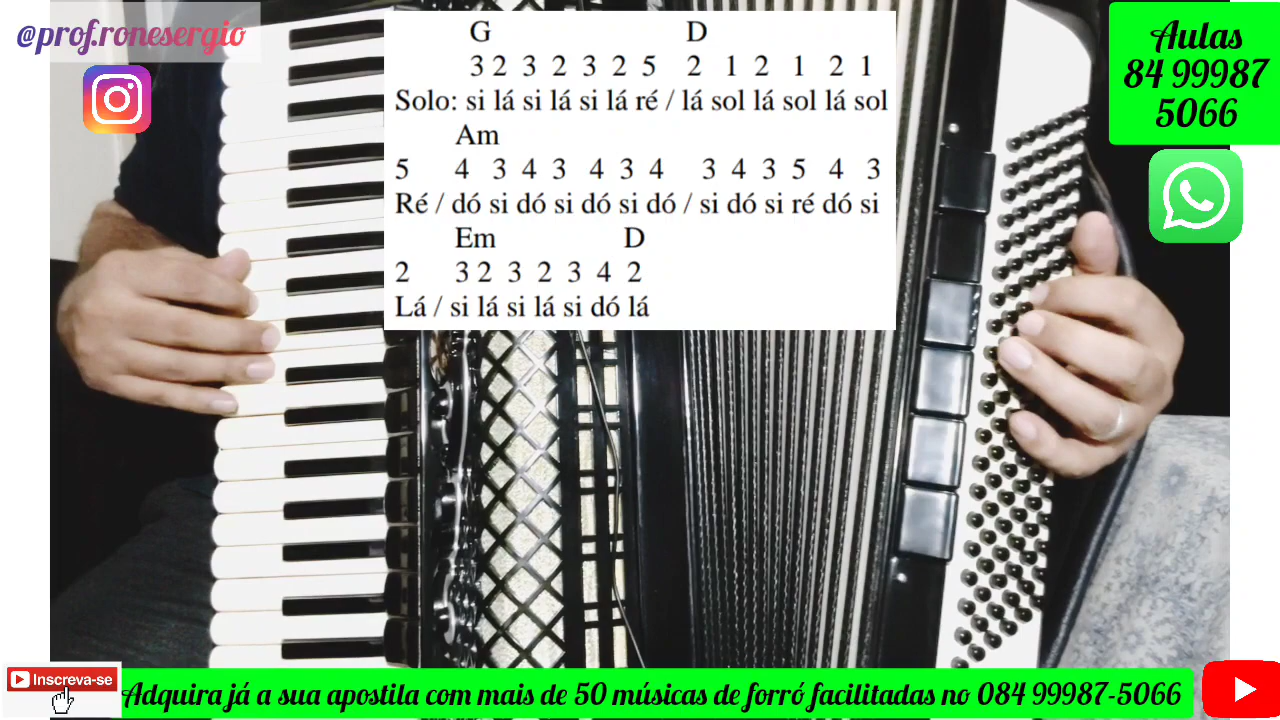 @prof.ronesergio
G D
3 2 3 2 3 2 5 2 1 2 1 2 1
Solo: si lá si lá si lá ré / lá sol lá sol lá sol
Am
5 4 3 4 3 4 3 4 3 4 3 5 4 3
Ré / dó si dó si dó si dó / si dó si ré dó si
Em D
2 3 2 3 2 3 4 2
Lá / si lá si lá si dó lá
Aulas
84 99987
5066
Inscreva-se
Adquira já a sua apostila com mais de 50 músicas de forró facilitadas no 084 99987-5066